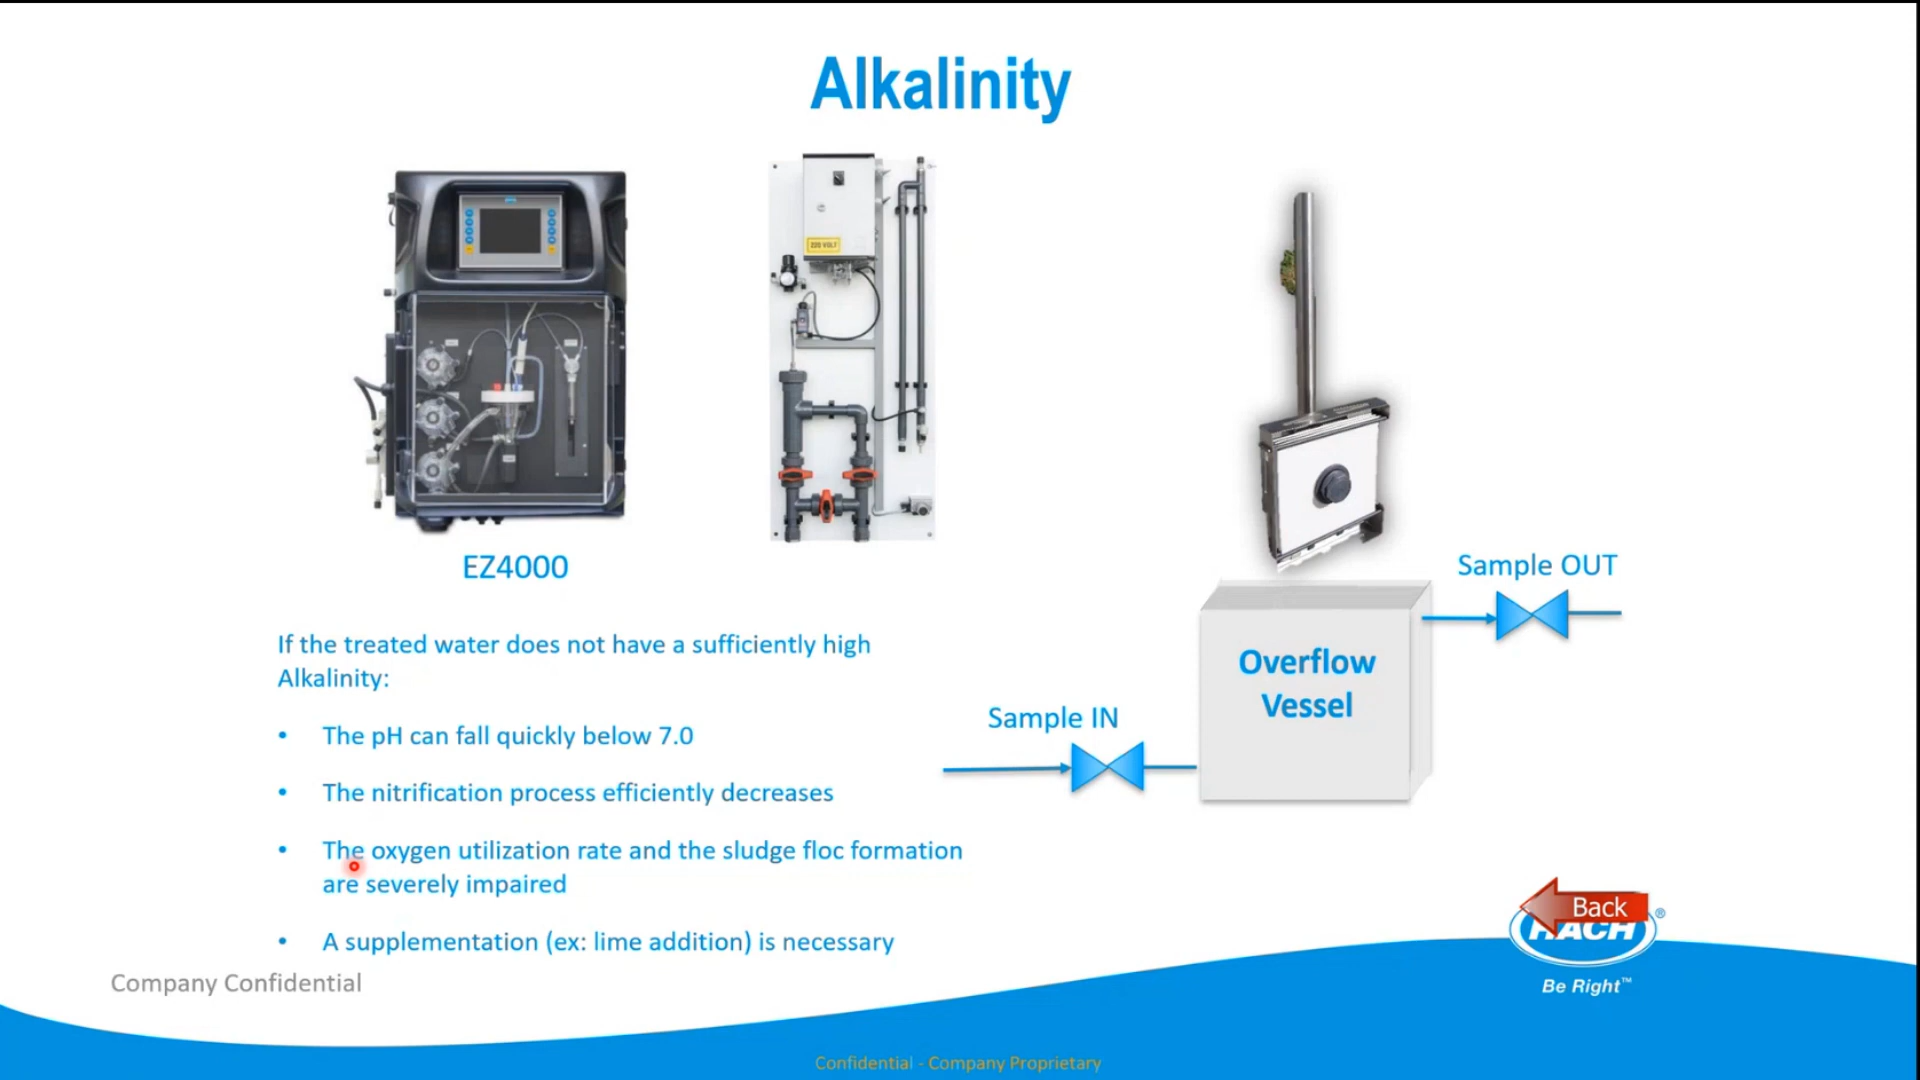 Alkalinity
220 VOLT
EZ4000
Sample OUT
If the treated water does not have a sufficiently high
Alkalinity:
Overflow
Vessel
Sample IN
• The pH can fall quickly below 7.0
• The nitrification process efficiently decreases
• The oxygen utilization rate and the sludge floc formation
are severely impaired
• A supplementation (ex: lime addition) is necessary
Back
HACH®
Be Right™
Company Confidential
Confidential - Company Proprietary